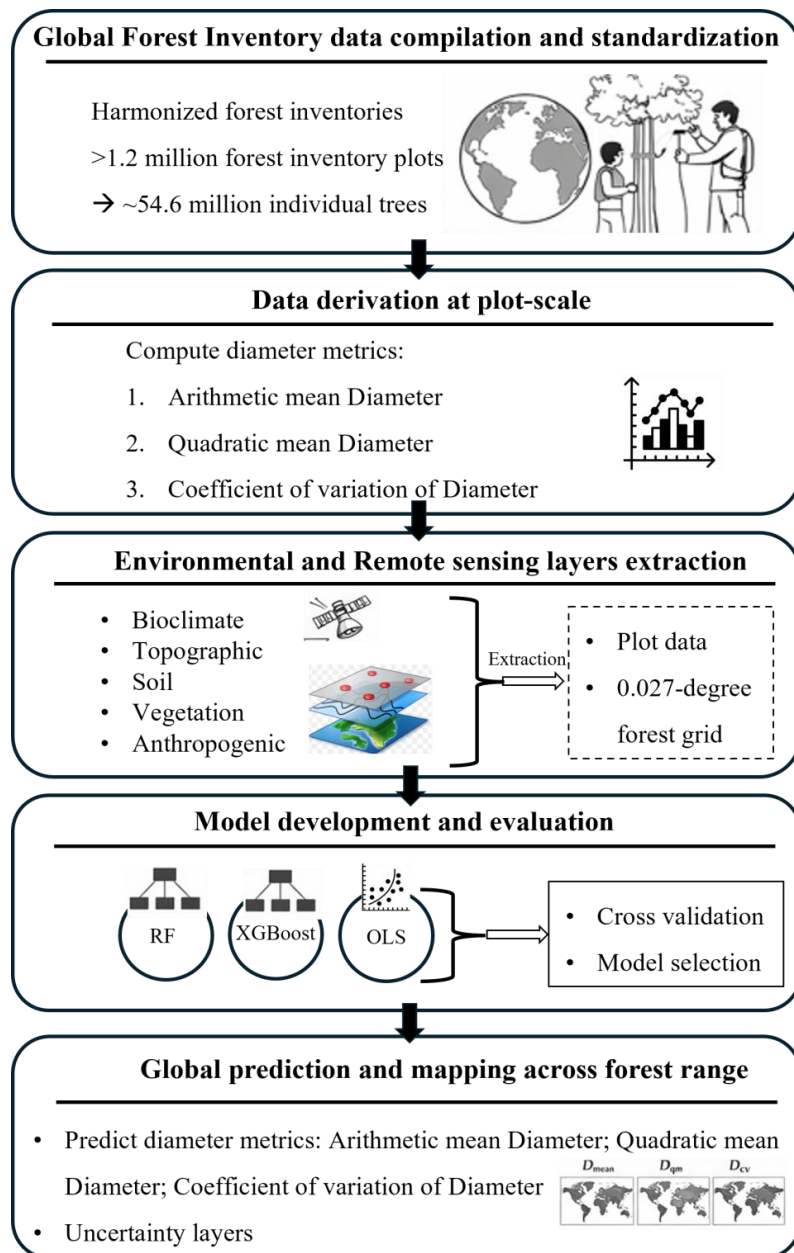 Global Forest Inventory data compilation and standardization
Harmonized forest inventories
>1.2 million forest inventory plots
→ ~54.6 million individual trees
Data derivation at plot-scale
Compute diameter metrics:
1. Arithmetic mean Diameter
2. Quadratic mean Diameter
3. Coefficient of variation of Diameter
Environmental and Remote sensing layers extraction
• Bioclimate
• Topographic
• Soil
• Vegetation
• Anthropogenic
Extraction
• Plot data
• 0.027-degree
forest grid
Model development and evaluation
RF
XGBoost
OLS
• Cross validation
• Model selection
Global prediction and mapping across forest range
• Predict diameter metrics: Arithmetic mean Diameter; Quadratic mean
Diameter; Coefficient of variation of Diameter
Dmean Dqm Dcv
• Uncertainty layers